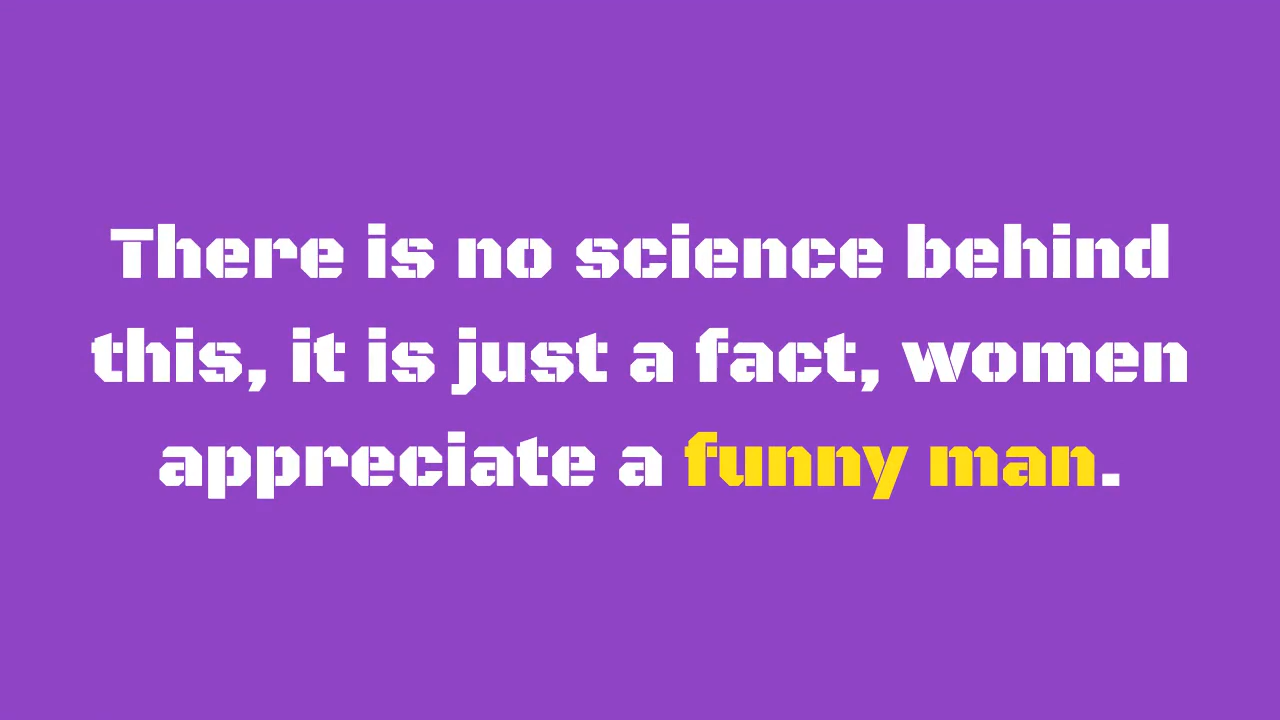 There is no science behind
this, it is just a fact, women
appreciate a funny man.